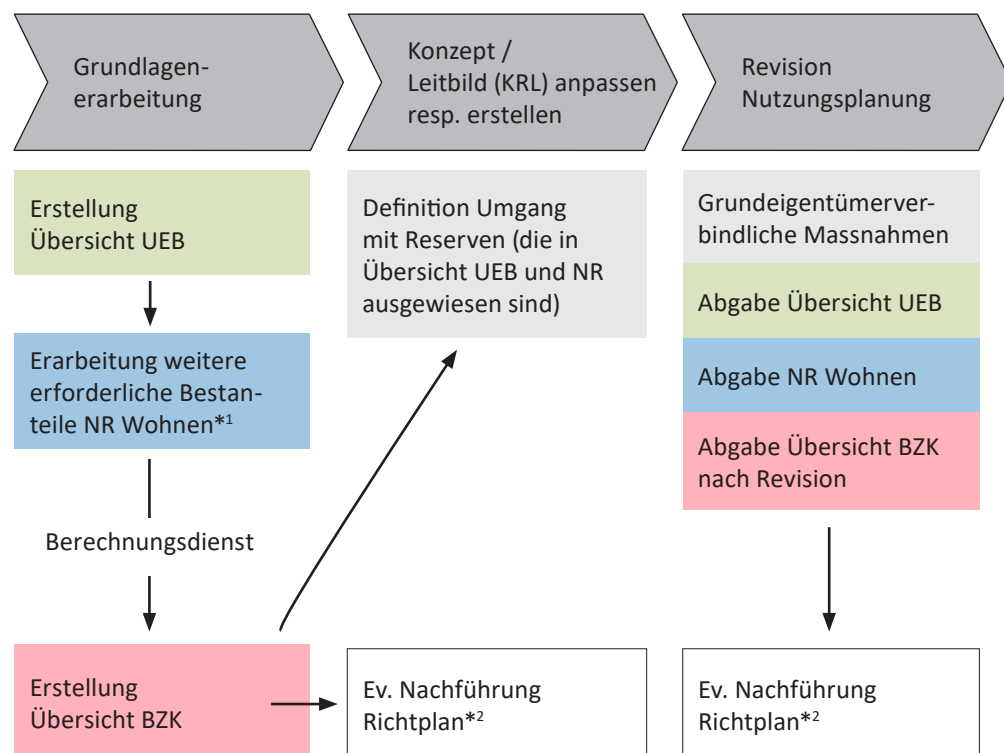 Grundlagen-
erarbeitung
Konzept /
Leitbild (KRL) anpassen
resp. erstellen
Revision
Nutzungsplanung
Erstellung
Übersicht UEB
Erarbeitung weitere
erforderliche Bestan-
teile NR Wohnen*¹
Berechnungsdienst
Erstellung
Übersicht BZK
Definition Umgang
mit Reserven (die in
Übersicht UEB und NR
ausgewiesen sind)
Ev. Nachführung
Richtplan*²
Grundeigentümerver-
bindliche Massnahmen
Abgabe Übersicht UEB
Abgabe NR Wohnen
Abgabe Übersicht BZK
nach Revision
Ev. Nachführung
Richtplan*²